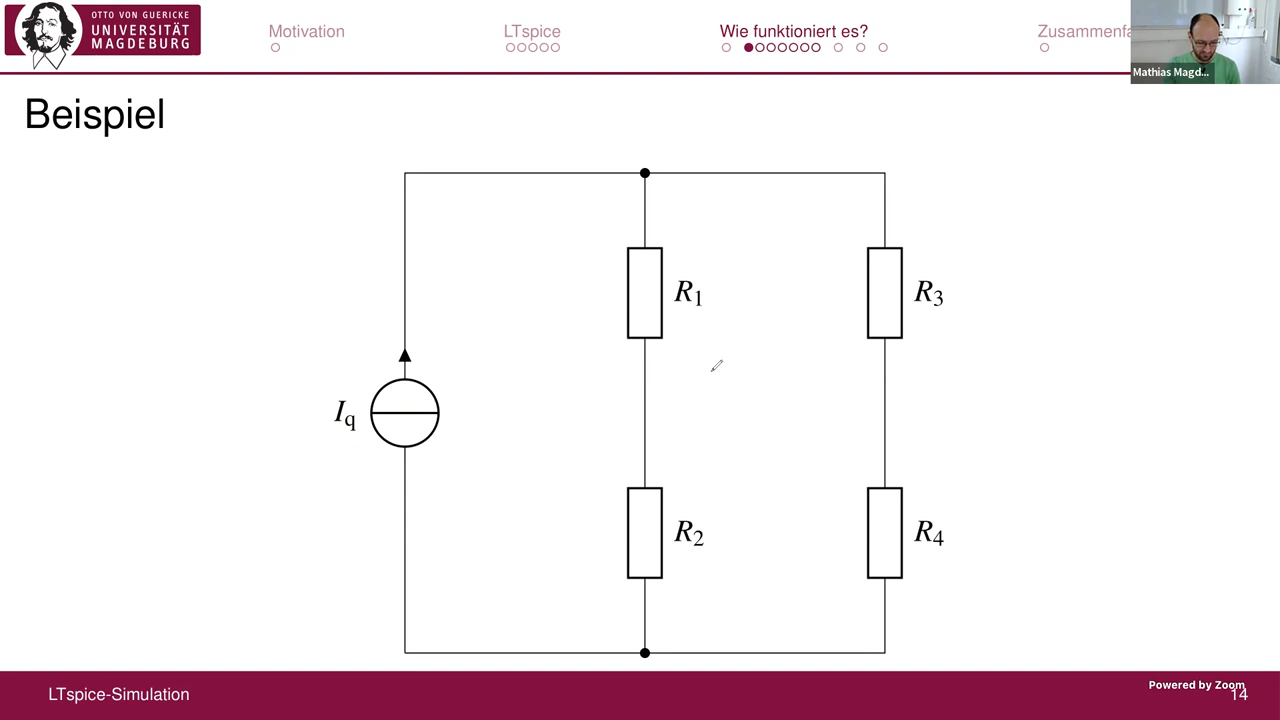 OTTO VON GUERICKE
UNIVERSITÄT
MAGDEBURG
Motivation
LTspice
Wie funktioniert es?
Zusammenfa
Mathias Magd...
Beispiel
R1
R3
Iq
R2
R4
LTspice-Simulation
Powered by Zoom
14